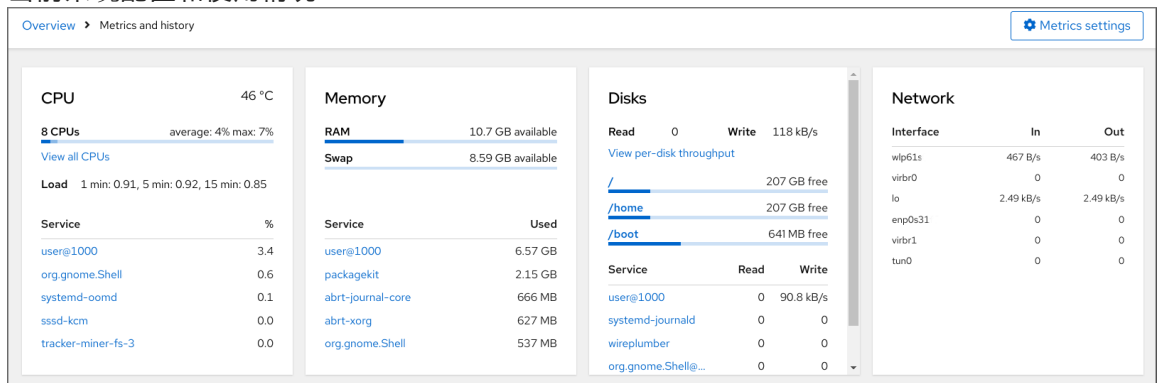 Overview > Metrics and history
Metrics settings
CPU 46 °C
8 CPUs average: 4% max: 7%
View all CPUs
Load 1 min: 0.91, 5 min: 0.92, 15 min: 0.85
Service %
user@1000 3.4
org.gnome.Shell 0.6
systemd-oomd 0.1
sssd-kcm 0.0
tracker-miner-fs-3 0.0
Memory
RAM 10.7 GB available
Swap 8.59 GB available
Service Used
user@1000 6.57 GB
packagekit 2.15 GB
abrt-journal-core 666 MB
abrt-xorg 627 MB
org.gnome.Shell 537 MB
Disks
Read 0 Write 118 kB/s
View per-disk throughput
/ 207 GB free
/home 207 GB free
/boot 641 MB free
Service Read Write
user@1000 0 90.8 kB/s
systemd-journald 0 0
wireplumber 0 0
org.gnome.Shell@... 0 0
Network
Interface In Out
wlp61s 467 B/s 403 B/s
virbr0 0 0
lo 2.49 kB/s 2.49 kB/s
enp0s31 0 0
virbr1 0 0
tun0 0 0